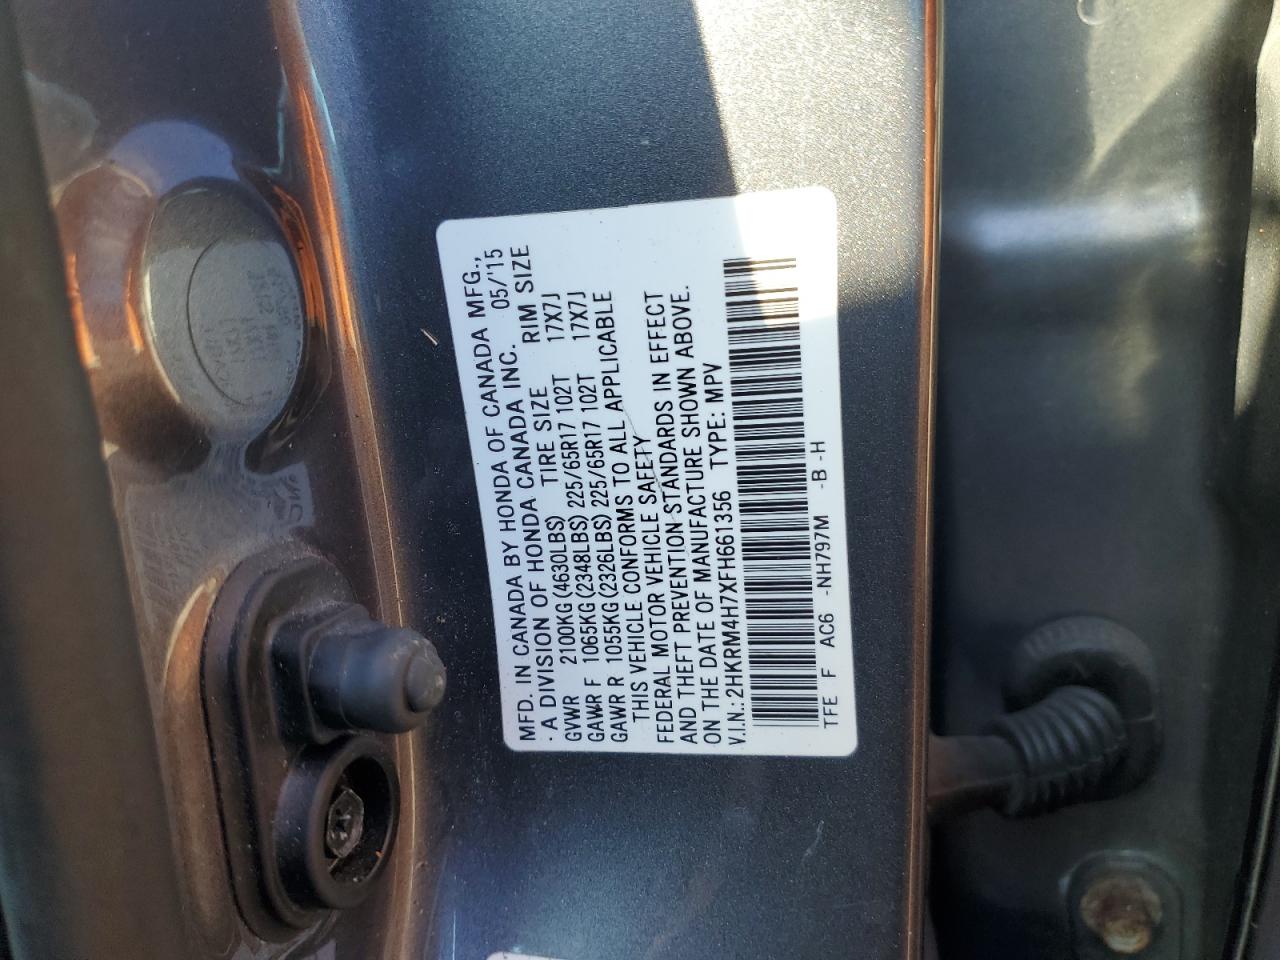 MFD. IN CANADA BY HONDA OF CANADA MFG.,
· A DIVISION OF HONDA CANADA INC. 05/'15
GVWR 2100KG(4630LBS) TIRE SIZE RIM SIZE
GAWR F 1065KG(2348LBS) 225/65R17 102T 17X7J
GAWR R 1055KG(2326LBS) 225/65R17 102T 17X7J
THIS VEHICLE CONFORMS TO ALL APPLICABLE
FEDERAL MOTOR VEHICLE SAFETY
AND THEFT PREVENTION STANDARDS IN EFFECT
ON THE DATE OF MANUFACTURE SHOWN ABOVE.
V.I.N.:2HKRM4H7XFH661356 TYPE: MPV
TFE F AC6 -NH797M -B -H